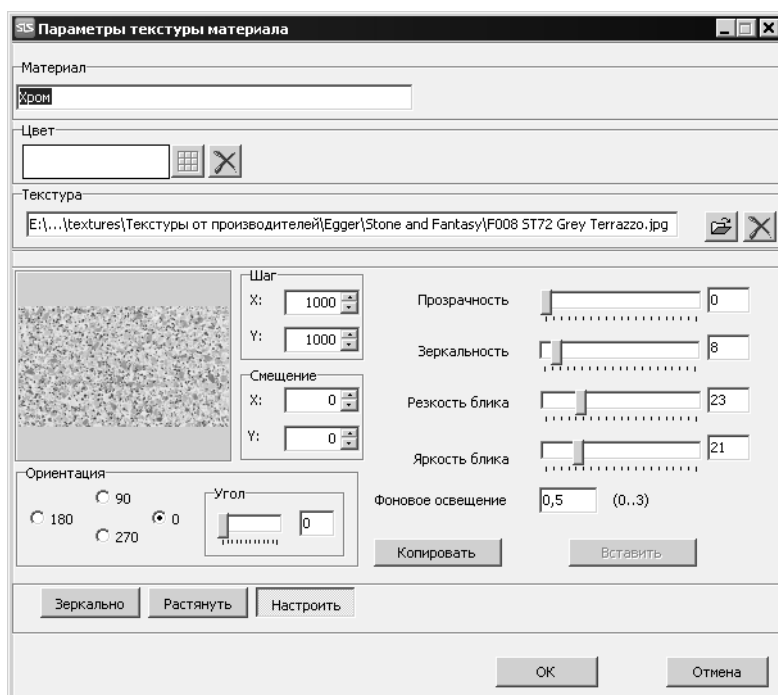 SLS Параметры текстуры материала
Материал
Хром
Цвет
Текстура
E:\...\textures\Текстуры от производителей\Egger\Stone and Fantasy\F008 ST72 Grey Terrazzo.jpg
Шаг
X: 1000
Y: 1000
Смещение
X: 0
Y: 0
Прозрачность 0
Зеркальность 8
Резкость блика 23
Яркость блика 21
Фоновое освещение 0,5 (0..3)
Ориентация
90
180
0
270
Угол
0
Копировать
Вставить
Зеркально
Растянуть
Настроить
OK
Отмена